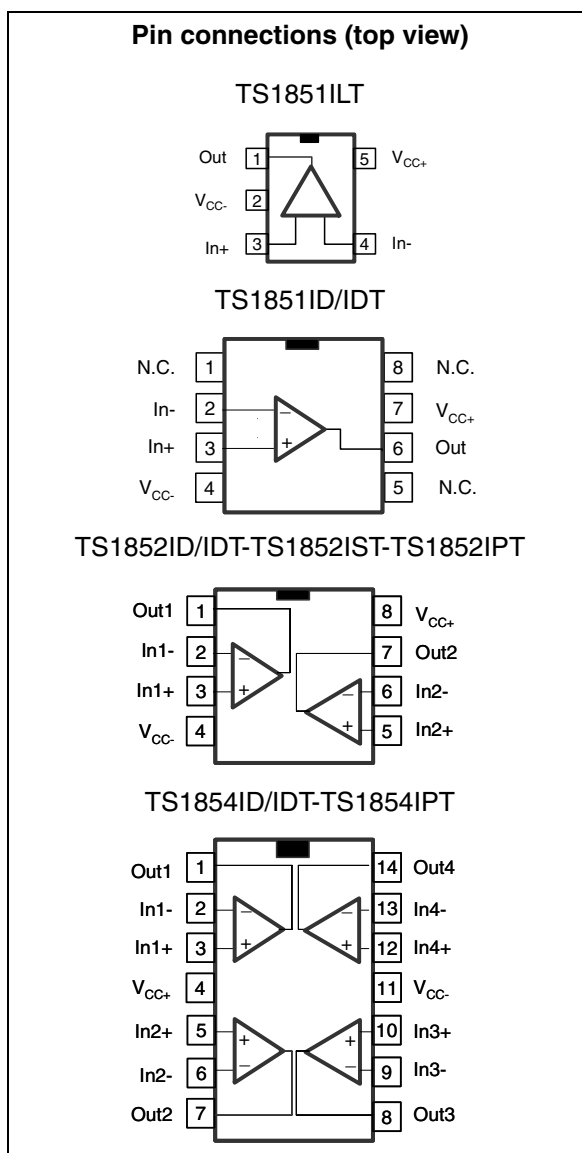 Pin connections (top view)
TS1851ILT
Out 1 5 VCC+
VCC- 2
In+ 3 4 In-
TS1851ID/IDT
N.C. 1 8 N.C.
In- 2 − 7 VCC+
In+ 3 + 6 Out
VCC- 4 5 N.C.
TS1852ID/IDT-TS1852IST-TS1852IPT
Out1 1 8 VCC+
In1- 2 − 7 Out2
In1+ 3 + − 6 In2-
VCC- 4 + 5 In2+
TS1854ID/IDT-TS1854IPT
Out1 1 14 Out4
In1- 2 − − 13 In4-
In1+ 3 + + 12 In4+
VCC+ 4 11 VCC-
In2+ 5 + + 10 In3+
In2- 6 − − 9 In3-
Out2 7 8 Out3